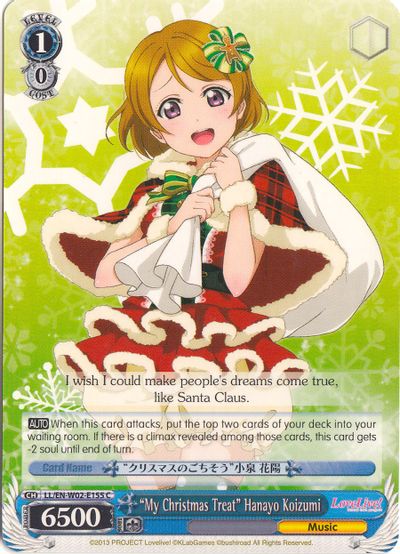 LEVEL
1
0
COST
I wish I could make people's dreams come true,
like Santa Claus.
AUTO When this card attacks, put the top two cards of your deck into your
waiting room. If there is a climax revealed among those cards, this card gets
-2 soul until end of turn.
Card Name
"クリスマスのごちそう"小泉 花陽
CH LL/EN-W02-E155 C
POWER
6500
"My Christmas Treat" Hanayo Koizumi
LoveLive!
Music
©2013 PROJECT Lovelive! ©KLabGames ©bushiroad All Rights Reserved.